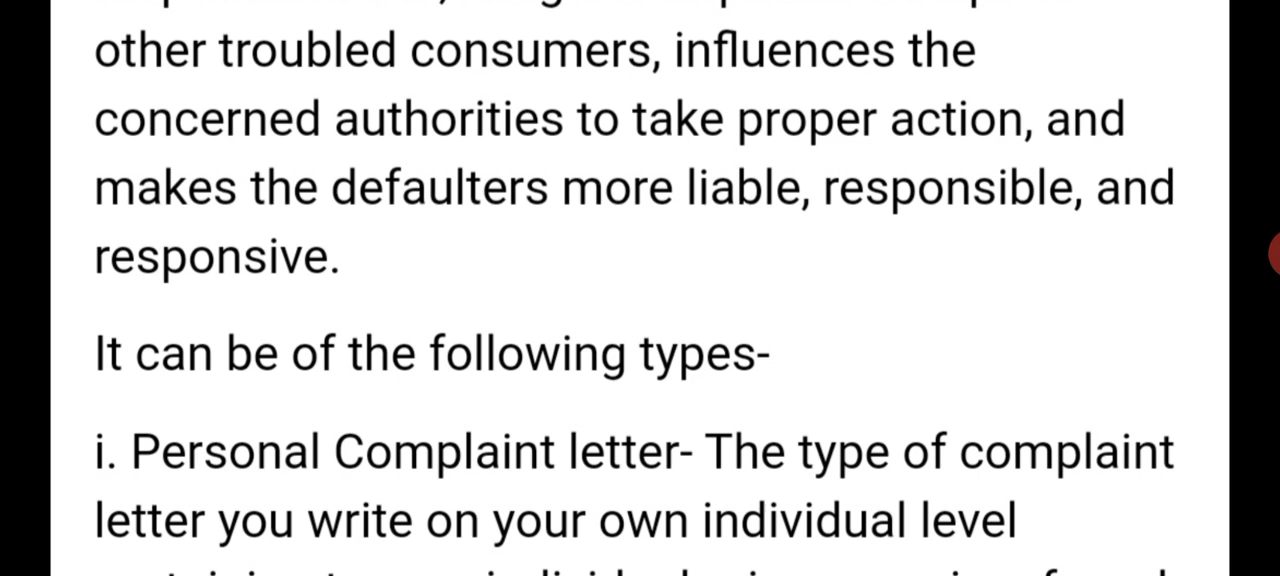 other troubled consumers, influences the
concerned authorities to take proper action, and
makes the defaulters more liable, responsible, and
responsive.
It can be of the following types-
i. Personal Complaint letter- The type of complaint
letter you write on your own individual level